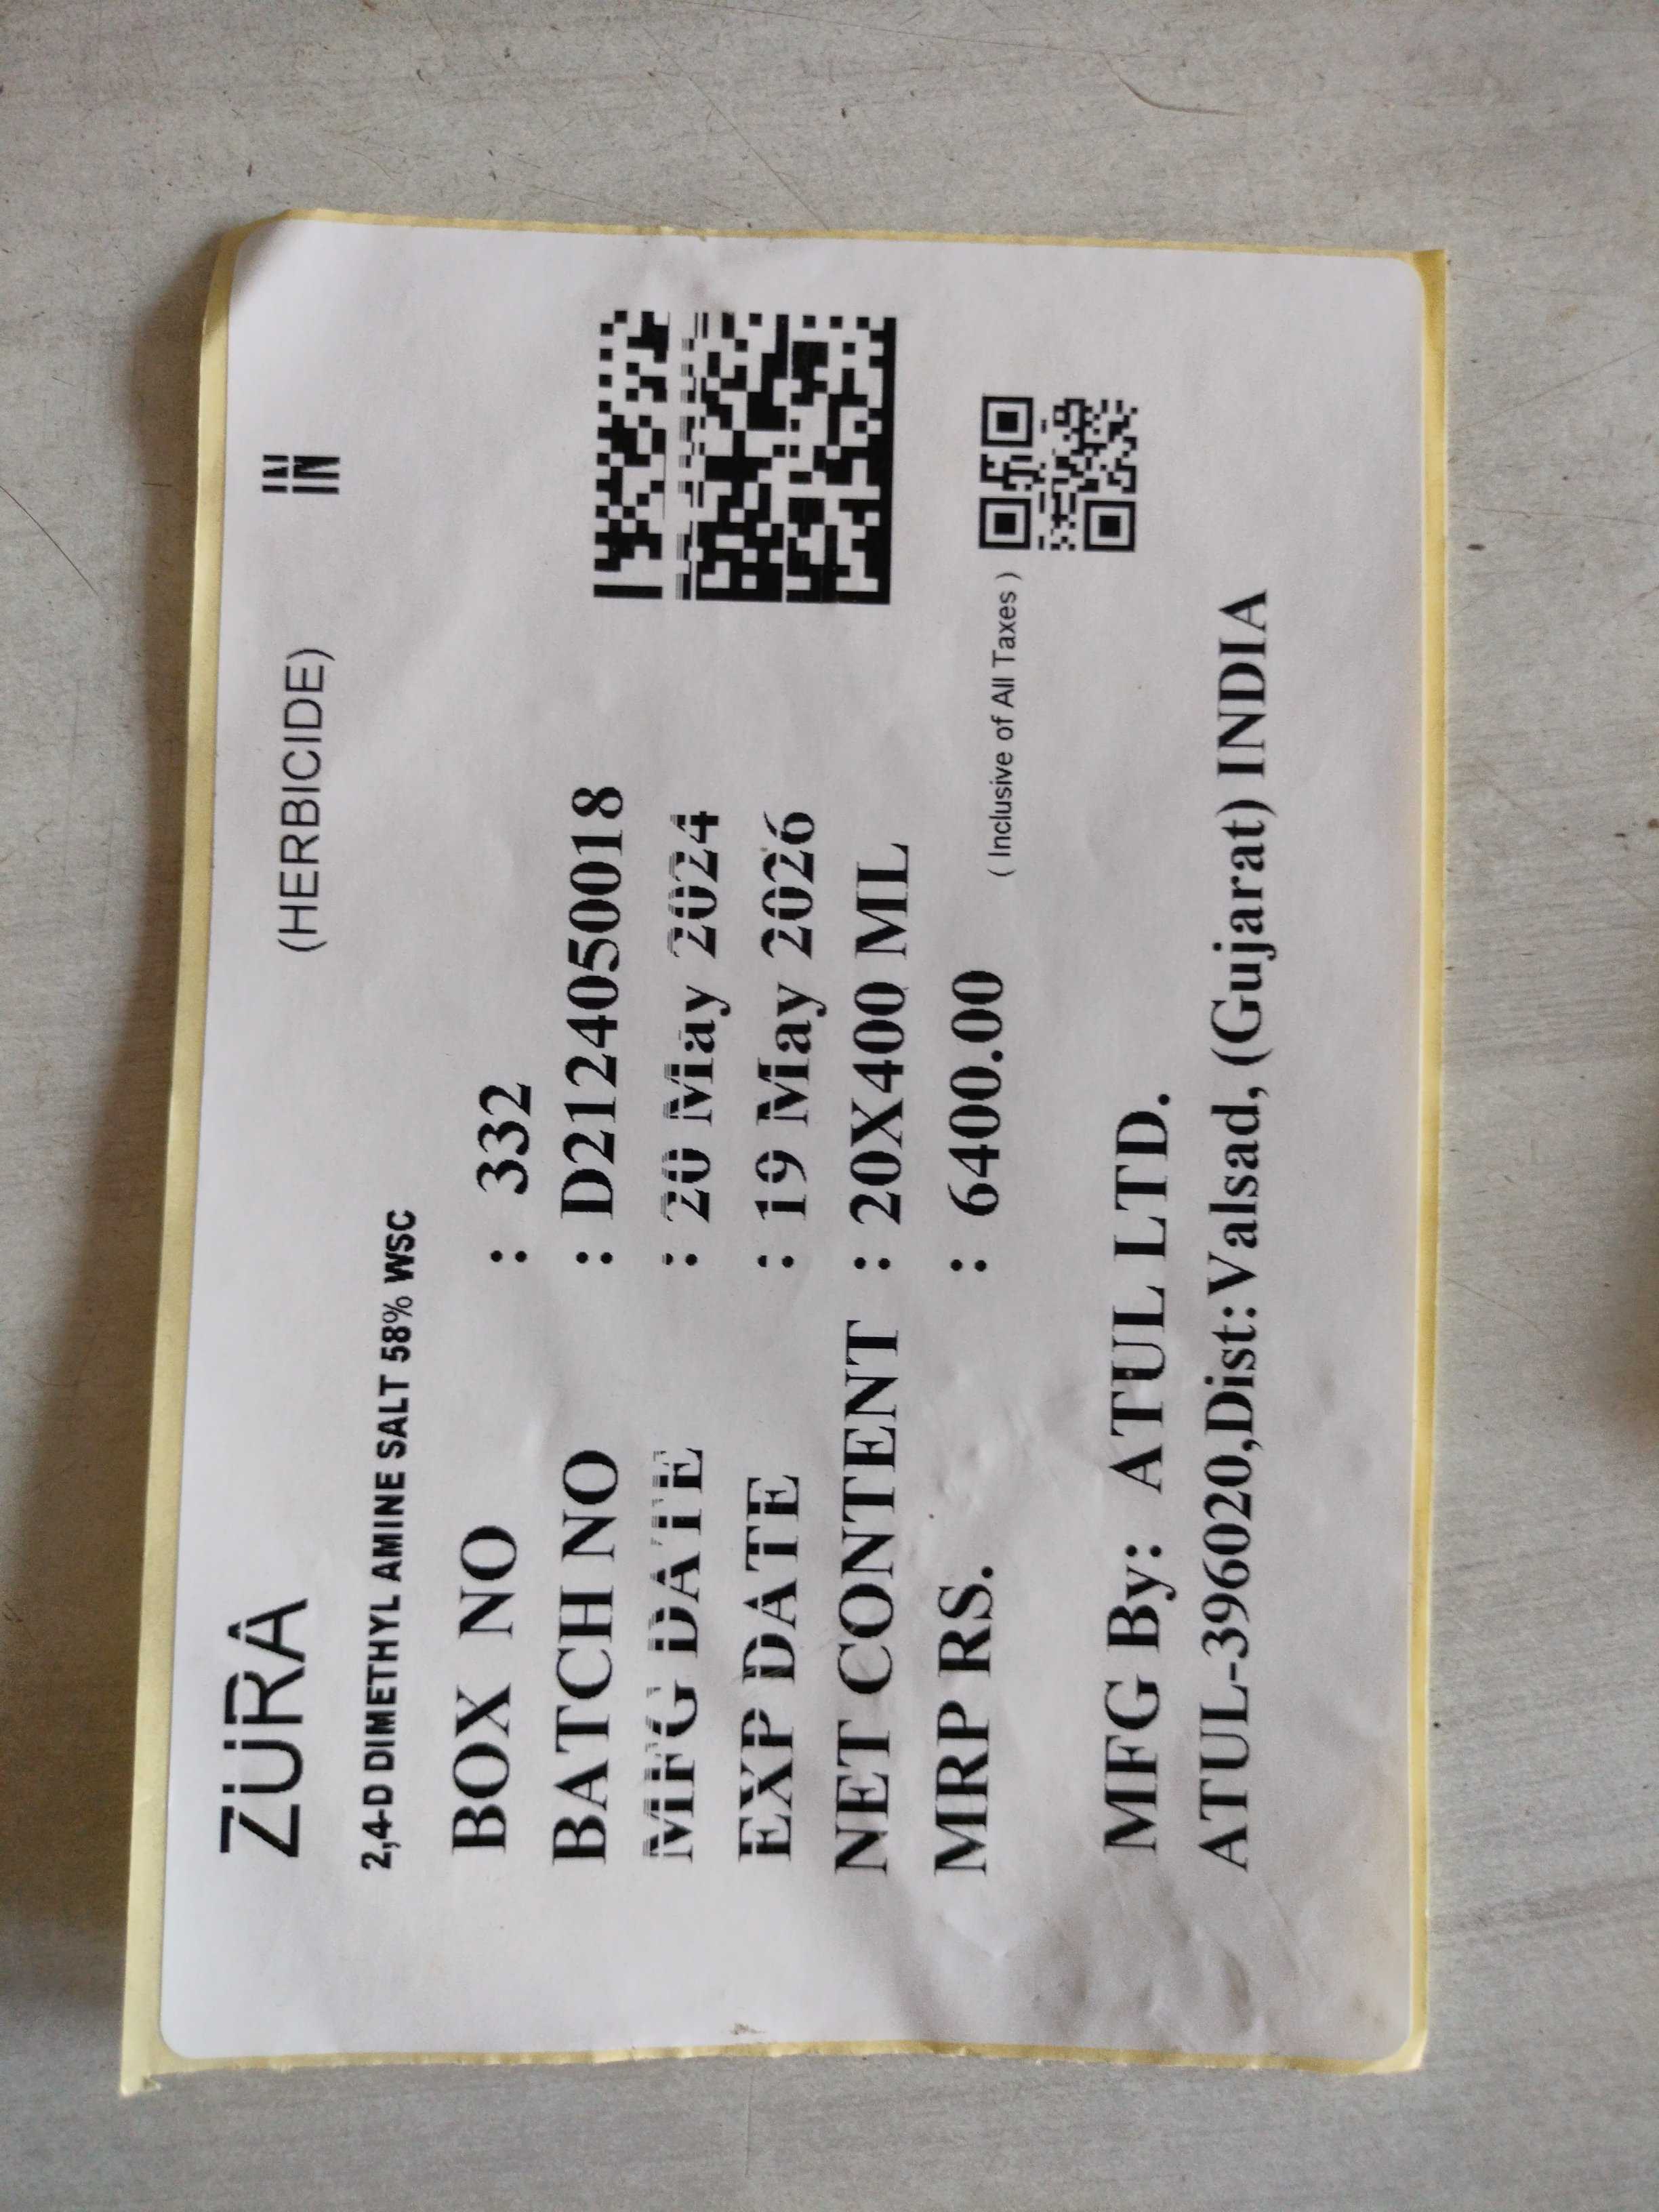 ZURA (HERBICIDE) IN
2,4-D DIMETHYL AMINE SALT 58% WSC
BOX NO : 332
BATCH NO : D2124050018
MFG DATE : 20 May 2024
EXP DATE : 19 May 2026
NET CONTENT : 20X400 ML
MRP RS. : 6400.00 ( Inclusive of All Taxes )
MFG By: ATUL LTD.
ATUL-396020,Dist:Valsad, (Gujarat) INDIA